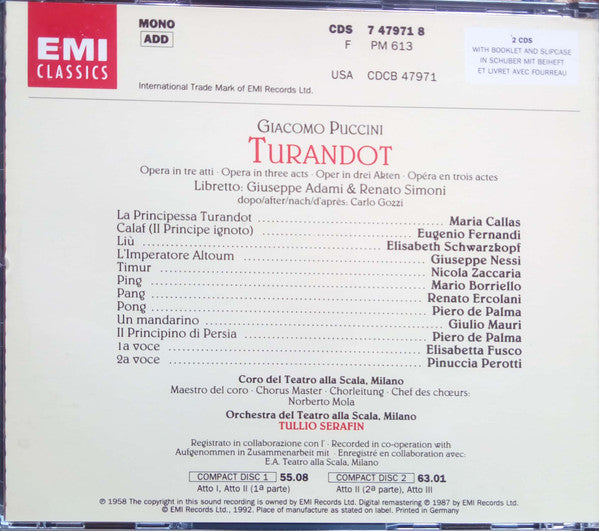 EMI
CLASSICS
MONO
ADD
CDS 7 47971 8
F PM 613
USA CDCB 47971
2 CDS
WITH BOOKLET AND SLIPCASE
IN SCHUBER MIT BEIHEFT
ET LIVRET AVEC FOURREAU
International Trade Mark of EMI Records Ltd.
GIACOMO PUCCINI
TURANDOT
Opera in tre atti · Opera in three acts · Oper in drei Akten · Opéra en trois actes
Libretto: Giuseppe Adami & Renato Simoni
dopo/after/nach/d'après: Carlo Gozzi
La Principessa Turandot Maria Callas
Calaf (Il Principe ignoto) Eugenio Fernandi
Liù Elisabeth Schwarzkopf
L'Imperatore Altoum Giuseppe Nessi
Timur Nicola Zaccaria
Ping Mario Borriello
Pang Renato Ercolani
Pong Piero de Palma
Un mandarino Giulio Mauri
Il Principino di Persia Piero de Palma
1a voce Elisabetta Fusco
2a voce Pinuccia Perotti
Coro del Teatro alla Scala, Milano
Maestro del coro · Chorus Master · Chorleitung · Chef des chœurs:
Norberto Mola
Orchestra del Teatro alla Scala, Milano
TULLIO SERAFIN
Registrato in collaborazione con l' · Recorded in co-operation with
Aufgenommen in Zusammenarbeit mit · Enregistré en collaboration avec:
E.A. Teatro alla Scala, Milano
COMPACT DISC 1 55.08 COMPACT DISC 2 63.01
Atto I, Atto II (1ª parte) Atto II (2ª parte), Atto III
℗ 1958 The copyright in this sound recording is owned by EMI Records Ltd. Digital remastering ℗ 1987 by EMI Records Ltd.
© EMI Records Ltd., 1992. Place of manufacture as stated on label. Printed in Germany